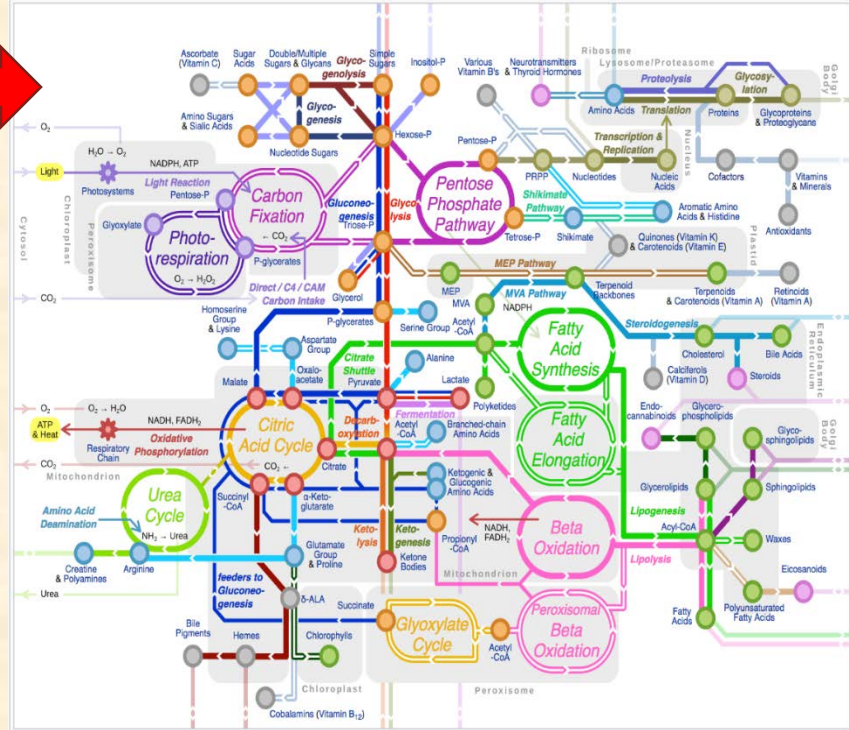 Ascorbate
(Vitamin C)
Sugar
Acids
Double/Multiple
Sugars & Glycans
Glyco-
genolysis
Simple
Sugars
Inositol-P
Various
Vitamin B's
Neurotransmitters
& Thyroid Hormones
Ribosome
Lysosome/Proteasome
Proteolysis
Glycosy-
lation
Golgi
Body
Amino Acids
Translation
Proteins
Glycoproteins
& Proteoglycans
Amino Sugars
& Sialic Acids
Glyco-
genesis
Nucleotide Sugars
Hexose-P
Pentose-P
Transcription &
Replication
Nucleus
PRPP
Nucleotides
Nucleic
Acids
Cofactors
Vitamins
& Minerals
Antioxidants
O₂
H₂O → O₂
Light
NADPH, ATP
Photosystems
Light Reaction
Pentose-P
Carbon
Fixation
← CO₂
Gluconeo-
genesis
Glyco
lysis
Triose-P
Pentose
Phosphate
Pathway
Shikimate
Pathway
Tetrose-P
Shikimate
Aromatic Amino
Acids & Histidine
Quinones (Vitamin K)
& Carotenoids (Vitamin E)
Cytosol
Chloroplast
Peroxisome
Glyoxylate
Photo-
respiration
O₂ → H₂O₂
P-glycerates
CO₂
Direct / C4 / CAM
Carbon Intake
Glycerol
MEP Pathway
Plastid
MEP
MVA
MVA Pathway
Terpenoid
Backbones
Terpenoids
& Carotenoids (Vitamin A)
Retinoids
(Vitamin A)
Homoserine
Group
& Lysine
P-glycerates
Serine Group
Acetyl
-CoA
NADPH
Fatty
Acid
Synthesis
Steroidogenesis
Cholesterol
Bile Acids
Endoplasmic
Reticulum
Calciferols
(Vitamin D)
Steroids
Aspartate
Group
Citrate
Shuttle
Alanine
Malate
Oxalo-
acetate
Pyruvate
Lactate
Fermentation
Polyketides
O₂
O₂ → H₂O
ATP
& Heat
NADH, FADH₂
Respiratory
Chain
Oxidative
Phosphorylation
CO₂
Mitochondrion
Citric
Acid Cycle
CO₂ ←
Decarb-
oxylation
Acetyl
-CoA
Citrate
Branched-chain
Amino Acids
Fatty
Acid
Elongation
Endo-
cannabinoids
Glycero-
phospholipids
Glyco-
sphingolipids
Golgi
Body
Glycerolipids
Sphingolipids
Urea
Cycle
Amino Acid
Deamination
NH₃ → Urea
Succinyl
-CoA
α-Keto-
glutarate
Ketogenic &
Glucogenic
Amino Acids
Keto-
lysis
Keto-
genesis
Propionyl
-CoA
NADH,
FADH₂
Beta
Oxidation
Lipogenesis
Acyl-CoA
Lipolysis
Waxes
Creatine
& Polyamines
Arginine
Glutamate
Group
& Proline
Ketone
Bodies
Mitochondrion
Eicosanoids
Urea
feeders to
Gluconeo-
genesis
δ-ALA
Succinate
Glyoxylate
Cycle
Acetyl
-CoA
Peroxisomal
Beta
Oxidation
Fatty
Acids
Polyunsaturated
Fatty Acids
Bile
Pigments
Hemes
Chlorophylls
Chloroplast
Peroxisome
Cobalamins (Vitamin B₁₂)